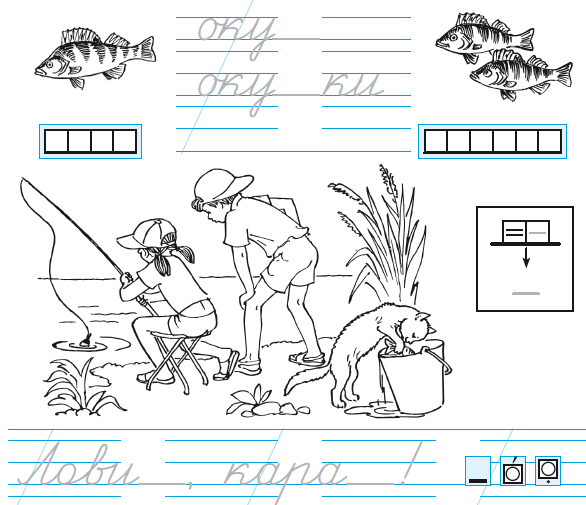 оку
оку ки
Лови , кара !